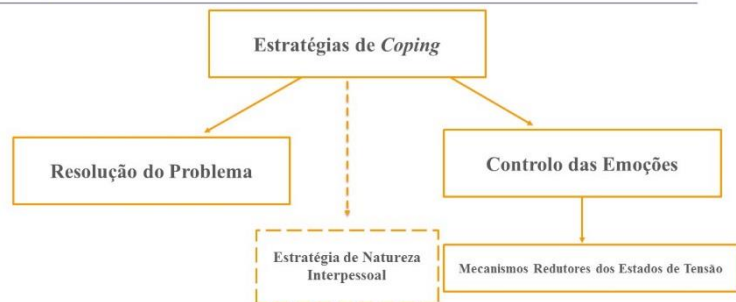 Estratégias de Coping
Resolução do Problema
Controlo das Emoções
Estratégia de Natureza
Interpessoal
Mecanismos Redutores dos Estados de Tensão